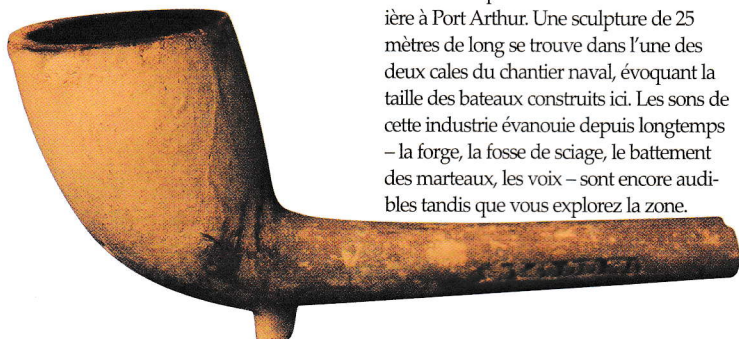 ière à Port Arthur. Une sculpture de 25
mètres de long se trouve dans l'une des
deux cales du chantier naval, évoquant la
taille des bateaux construits ici. Les sons de
cette industrie évanouie depuis longtemps
– la forge, la fosse de sciage, le battement
des marteaux, les voix – sont encore audi-
bles tandis que vous explorez la zone.